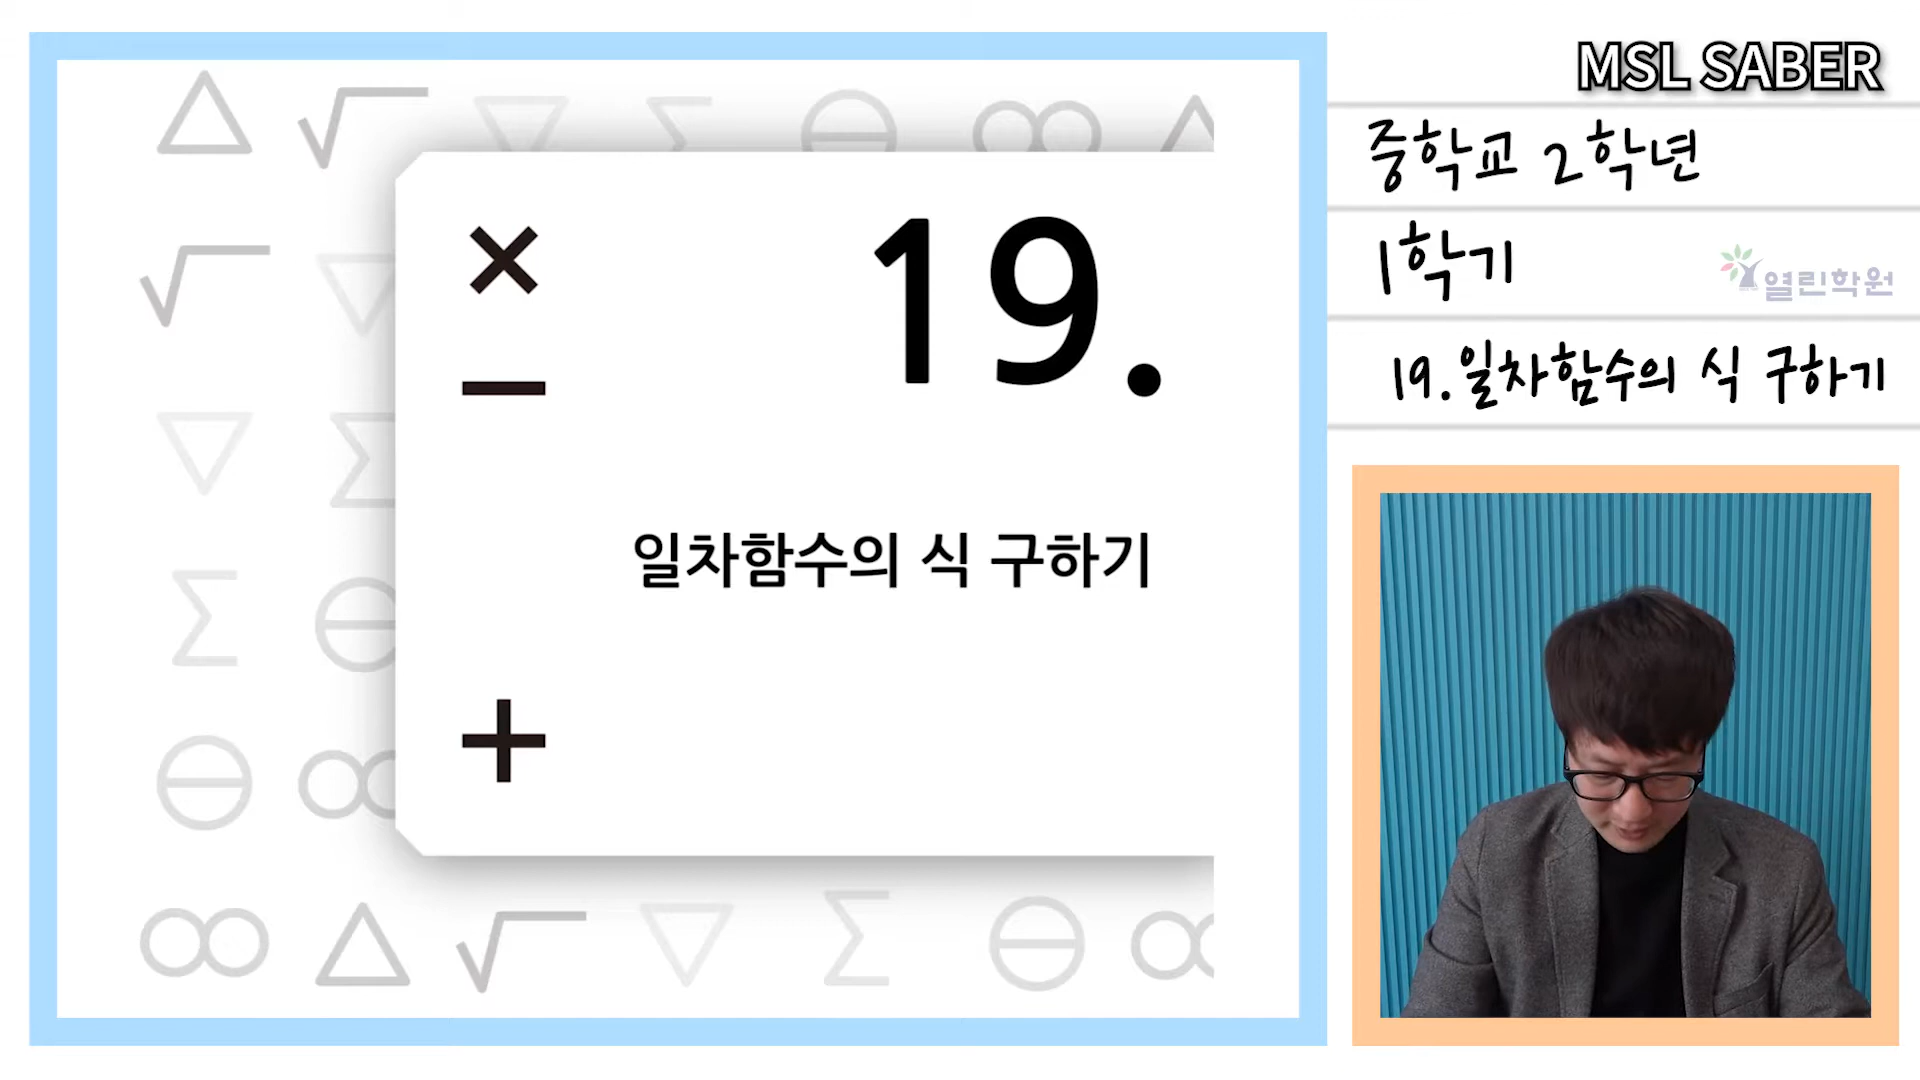 19.
일차함수의 식 구하기
MSL SABER
중학교 2학년
1학기
열린학원
19. 일차함수의 식 구하기